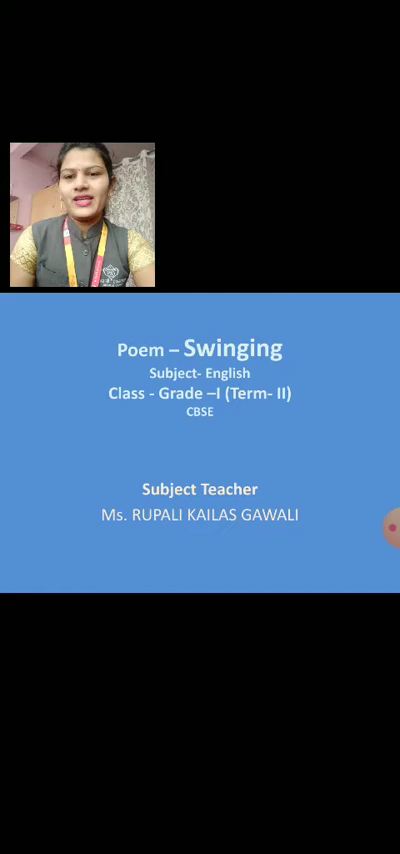 Poem – Swinging
Subject- English
Class - Grade –I (Term- II)
CBSE
Subject Teacher
Ms. RUPALI KAILAS GAWALI